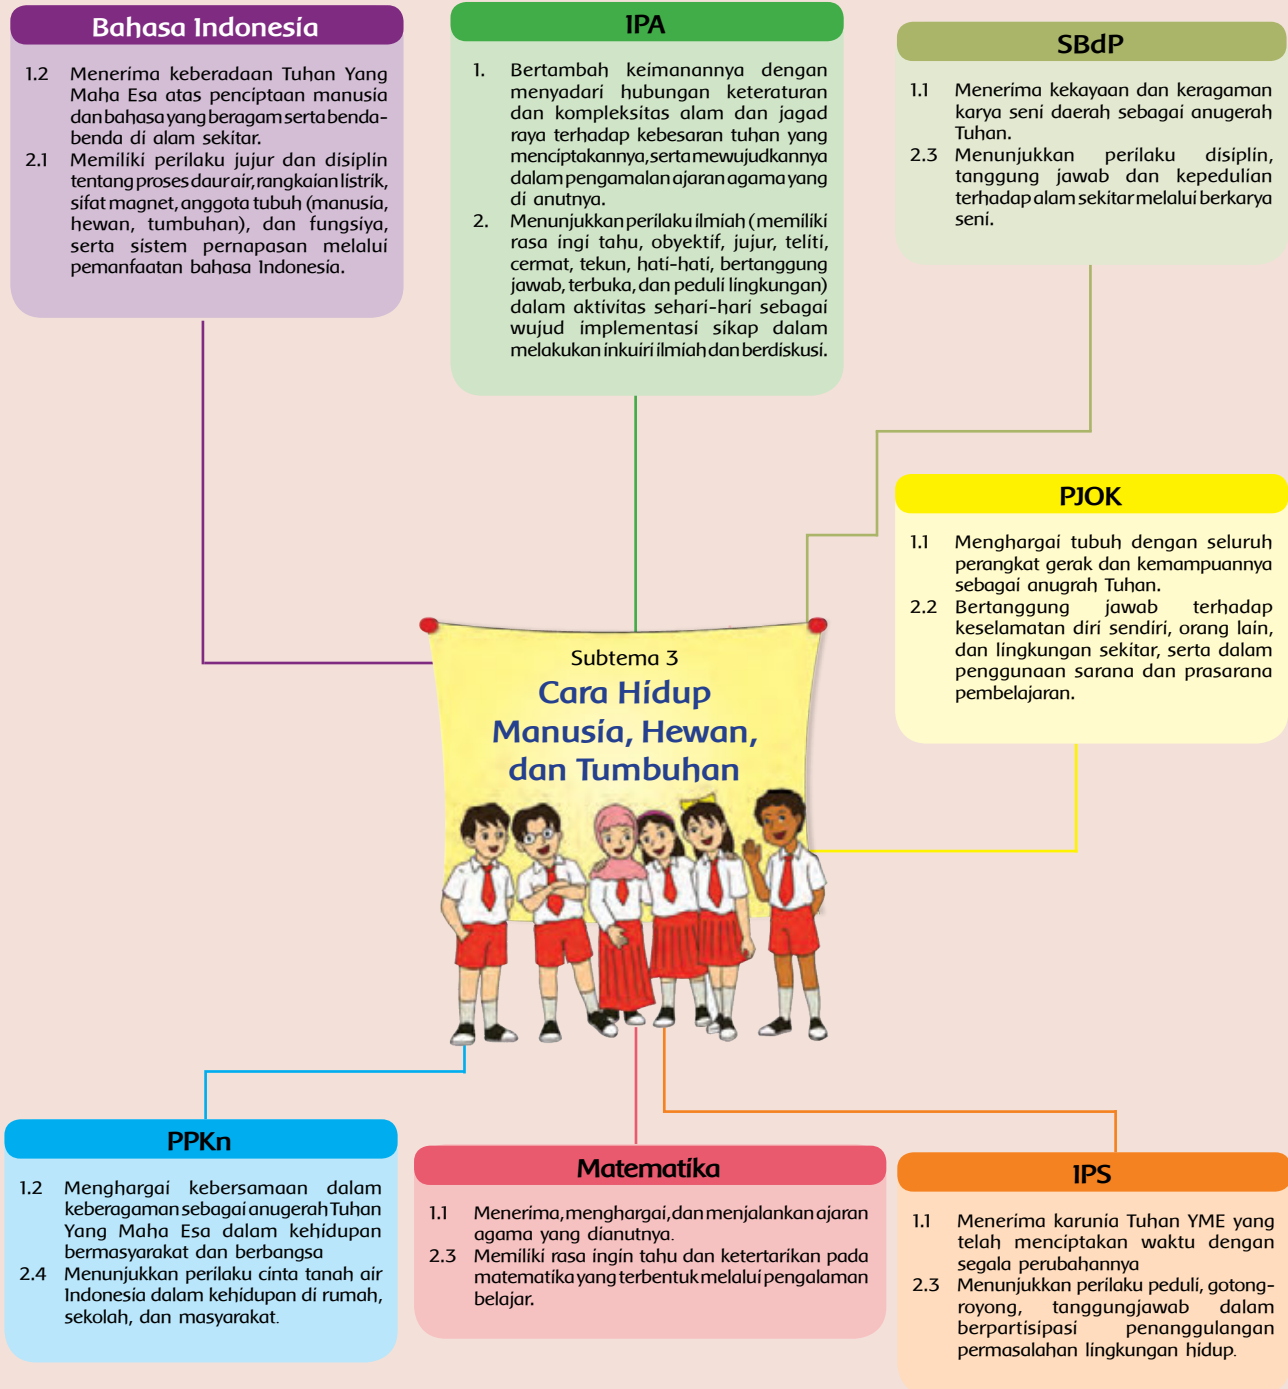 Bahasa Indonesia
1.2 Menerima keberadaan Tuhan Yang
Maha Esa atas penciptaan manusia
dan bahasa yang beragam serta benda-
benda di alam sekitar.
2.1 Memiliki perilaku jujur dan disiplin
tentang proses daur air, rangkaian listrik,
sifat magnet, anggota tubuh (manusia,
hewan, tumbuhan), dan fungsiya,
serta sistem pernapasan melalui
pemanfaatan bahasa Indonesia.
IPA
1. Bertambah keimanannya dengan
menyadari hubungan keteraturan
dan kompleksitas alam dan jagad
raya terhadap kebesaran tuhan yang
menciptakannya, serta mewujudkannya
dalam pengamalan ajaran agama yang
di anutnya.
2. Menunjukkan perilaku ilmiah (memiliki
rasa ingi tahu, obyektif, jujur, teliti,
cermat, tekun, hati-hati, bertanggung
jawab, terbuka, dan peduli lingkungan)
dalam aktivitas sehari-hari sebagai
wujud implementasi sikap dalam
melakukan inkuiri ilmiah dan berdiskusi.
SBdP
1.1 Menerima kekayaan dan keragaman
karya seni daerah sebagai anugerah
Tuhan.
2.3 Menunjukkan perilaku disiplin,
tanggung jawab dan kepedulian
terhadap alam sekitar melalui berkarya
seni.
PJOK
1.1 Menghargai tubuh dengan seluruh
perangkat gerak dan kemampuannya
sebagai anugrah Tuhan.
2.2 Bertanggung jawab terhadap
keselamatan diri sendiri, orang lain,
dan lingkungan sekitar, serta dalam
penggunaan sarana dan prasarana
pembelajaran.
Subtema 3
Cara Hidup
Manusia, Hewan,
dan Tumbuhan
PPKn
1.2 Menghargai kebersamaan dalam
keberagaman sebagai anugerah Tuhan
Yang Maha Esa dalam kehidupan
bermasyarakat dan berbangsa
2.4 Menunjukkan perilaku cinta tanah air
Indonesia dalam kehidupan di rumah,
sekolah, dan masyarakat.
Matematika
1.1 Menerima, menghargai, dan menjalankan ajaran
agama yang dianutnya.
2.3 Memiliki rasa ingin tahu dan ketertarikan pada
matematika yang terbentuk melalui pengalaman
belajar.
IPS
1.1 Menerima karunia Tuhan YME yang
telah menciptakan waktu dengan
segala perubahannya
2.3 Menunjukkan perilaku peduli, gotong-
royong, tanggungjawab dalam
berpartisipasi penanggulangan
permasalahan lingkungan hidup.